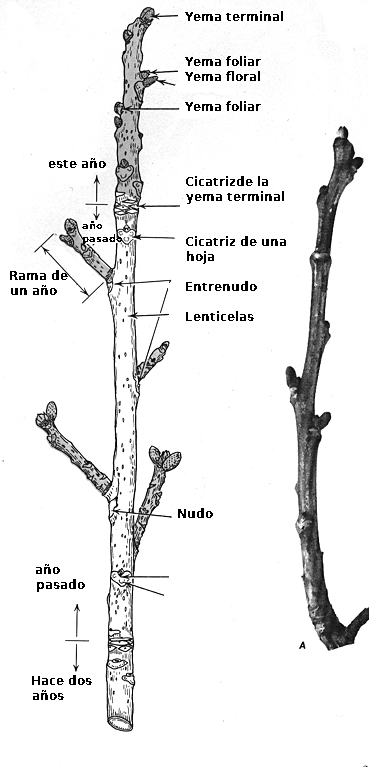 Yema terminal
Yema foliar
Yema floral
Yema foliar
este año
Cicatrizde la
yema terminal
año
pasado
Cicatriz de una
hoja
Rama de
un año
Entrenudo
Lenticelas
Nudo
año
pasado
Hace dos
años
A